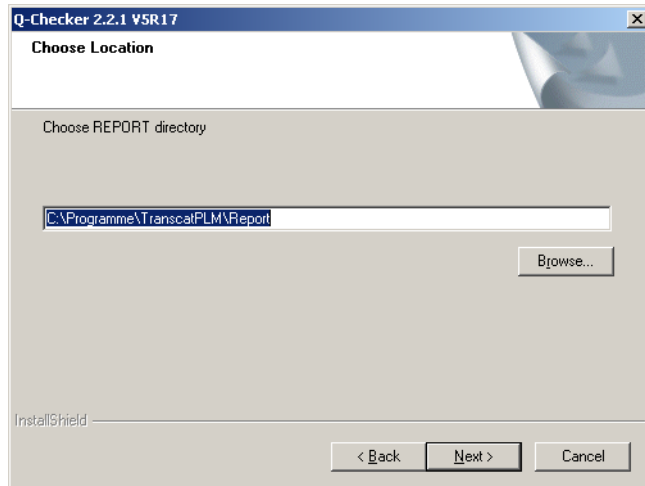 Q-Checker 2.2.1 V5R17
Choose Location
Choose REPORT directory
C:\Programme\TranscatPLM\Report
Browse...
InstallShield
< Back Next > Cancel